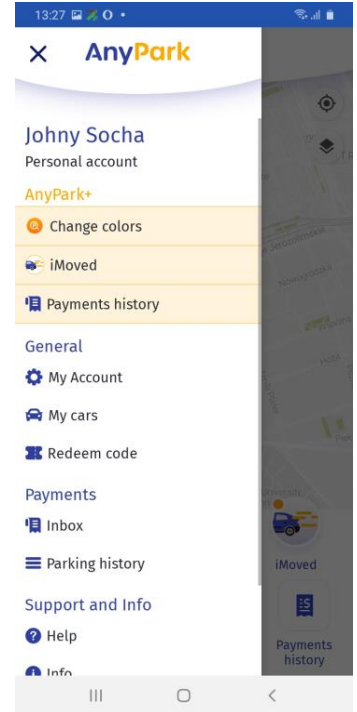 13:27
AnyPark
Johny Socha
Personal account
AnyPark+
Change colors
iMoved
Payments history
General
My Account
My cars
Redeem code
Payments
Inbox
Parking history
Support and Info
Help
Info
Nowogrodzka
iMoved
Payments
history